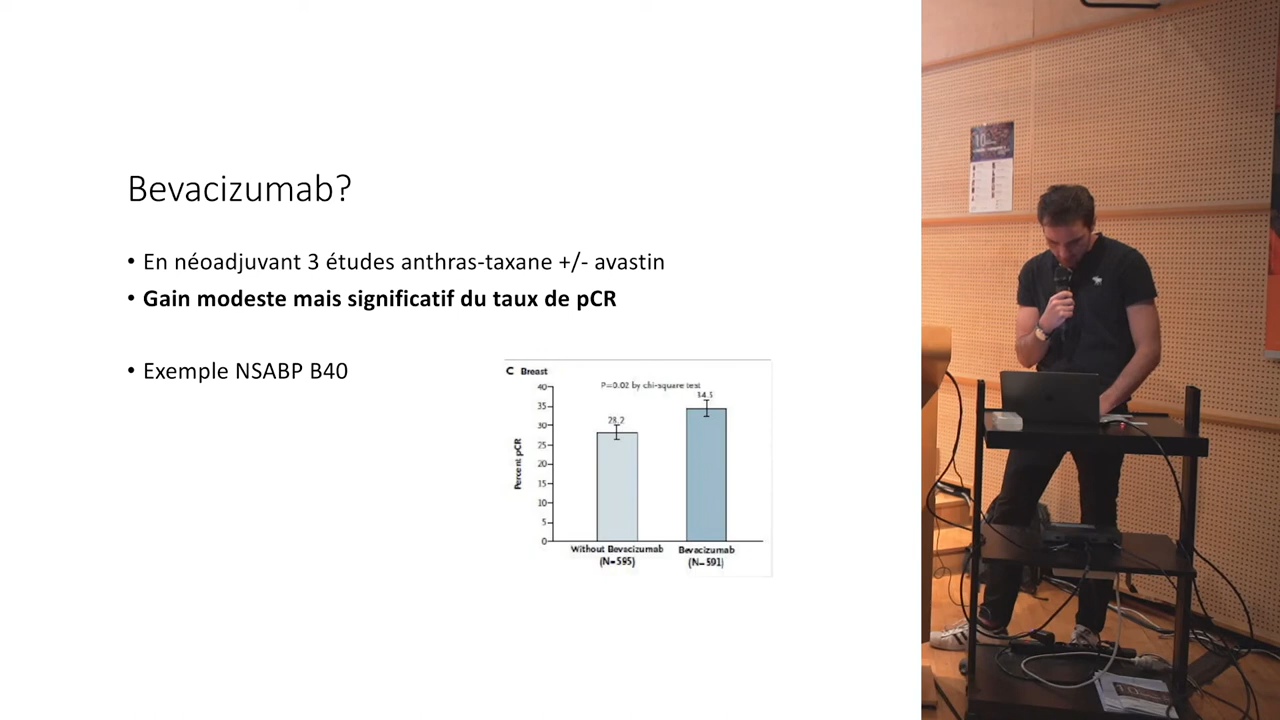 Bevacizumab?
• En néoadjuvant 3 études anthras-taxane +/- avastin
• Gain modeste mais significatif du taux de pCR
• Exemple NSABP B40
C Breast
P=0.02 by chi-square test
Percent pCR
40
35
30
25
20
15
10
5
0
28.2
34.5
Without Bevacizumab
(N=595)
Bevacizumab
(N=591)
10